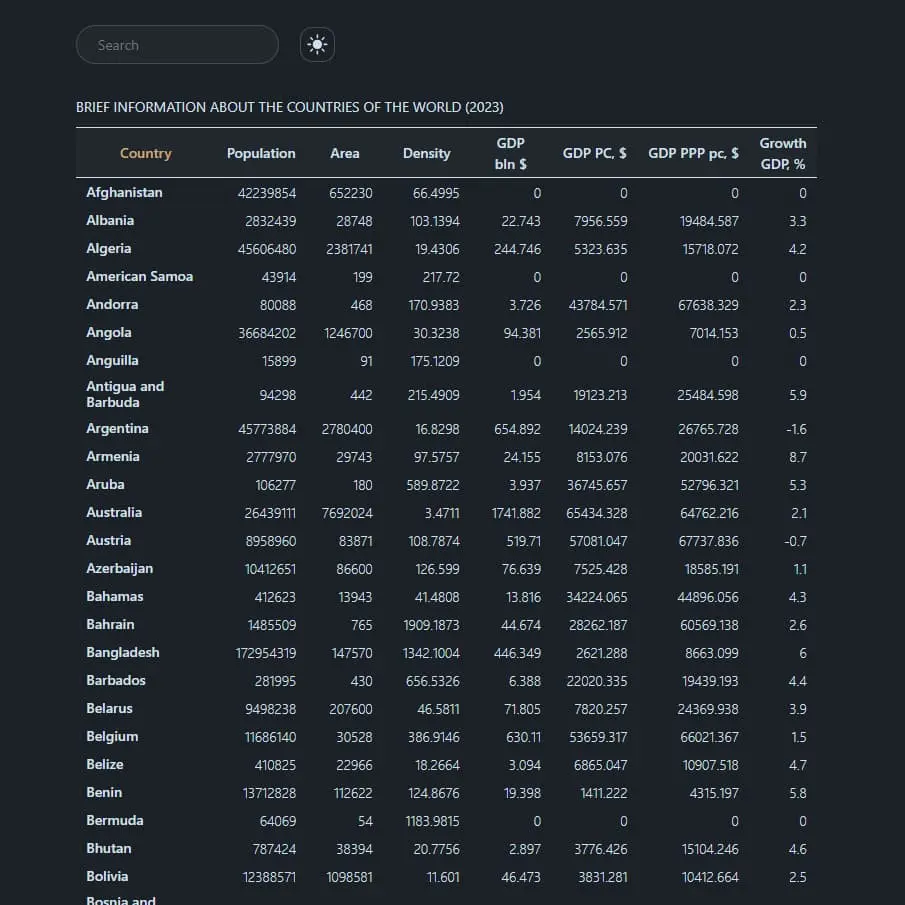 Search
BRIEF INFORMATION ABOUT THE COUNTRIES OF THE WORLD (2023)
Country Population Area Density GDP bln $ GDP PC, $ GDP PPP pc, $ Growth GDP, %
Afghanistan 42239854 652230 66.4995 0 0 0 0
Albania 2832439 28748 103.1394 22.743 7956.559 19484.587 3.3
Algeria 45606480 2381741 19.4306 244.746 5323.635 15718.072 4.2
American Samoa 43914 199 217.72 0 0 0 0
Andorra 80088 468 170.9383 3.726 43784.571 67638.329 2.3
Angola 36684202 1246700 30.3238 94.381 2565.912 7014.153 0.5
Anguilla 15899 91 175.1209 0 0 0 0
Antigua and Barbuda 94298 442 215.4909 1.954 19123.213 25484.598 5.9
Argentina 45773884 2780400 16.8298 654.892 14024.239 26765.728 -1.6
Armenia 2777970 29743 97.5757 24.155 8153.076 20031.622 8.7
Aruba 106277 180 589.8722 3.937 36745.657 52796.321 5.3
Australia 26439111 7692024 3.4711 1741.882 65434.328 64762.216 2.1
Austria 8958960 83871 108.7874 519.71 57081.047 67737.836 -0.7
Azerbaijan 10412651 86600 126.599 76.639 7525.428 18585.191 1.1
Bahamas 412623 13943 41.4808 13.816 34224.065 44896.056 4.3
Bahrain 1485509 765 1909.1873 44.674 28262.187 60569.138 2.6
Bangladesh 172954319 147570 1342.1004 446.349 2621.288 8663.099 6
Barbados 281995 430 656.5326 6.388 22020.335 19439.193 4.4
Belarus 9498238 207600 46.5811 71.805 7820.257 24369.938 3.9
Belgium 11686140 30528 386.9146 630.11 53659.317 66021.367 1.5
Belize 410825 22966 18.2664 3.094 6865.047 10907.518 4.7
Benin 13712828 112622 124.8676 19.398 1411.222 4315.197 5.8
Bermuda 64069 54 1183.9815 0 0 0 0
Bhutan 787424 38394 20.7756 2.897 3776.426 15104.246 4.6
Bolivia 12388571 1098581 11.601 46.473 3831.281 10412.664 2.5
Bosnia and